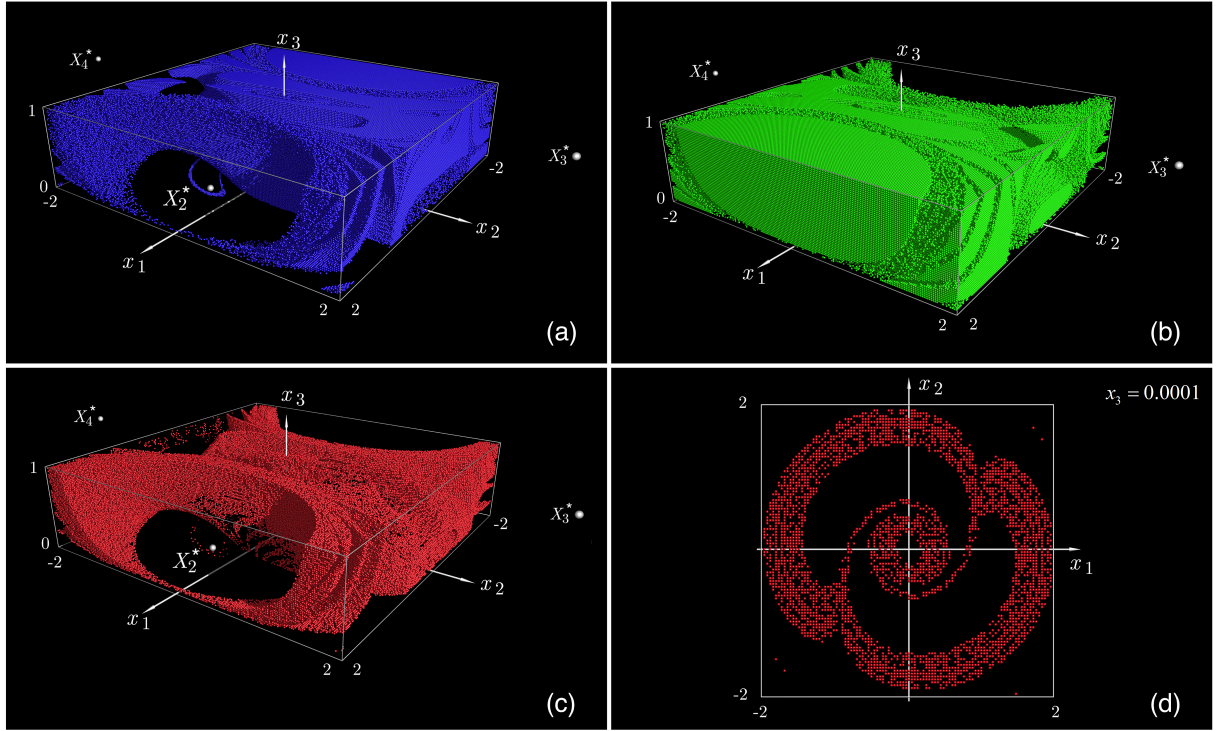 x₃
X₄*
1
0
-2
X₂*
X₃*
-2
x₂
x₁
2
2
(a)
x₃
X₄*
1
0
-2
X₃*
-2
x₂
x₁
2
2
(b)
x₃
X₄*
1
0
-2
X₂*
X₃*
-2
x₂
x₁
2
2
(c)
x₂
x₃ = 0.0001
2
x₁
-2
-2
2
(d)